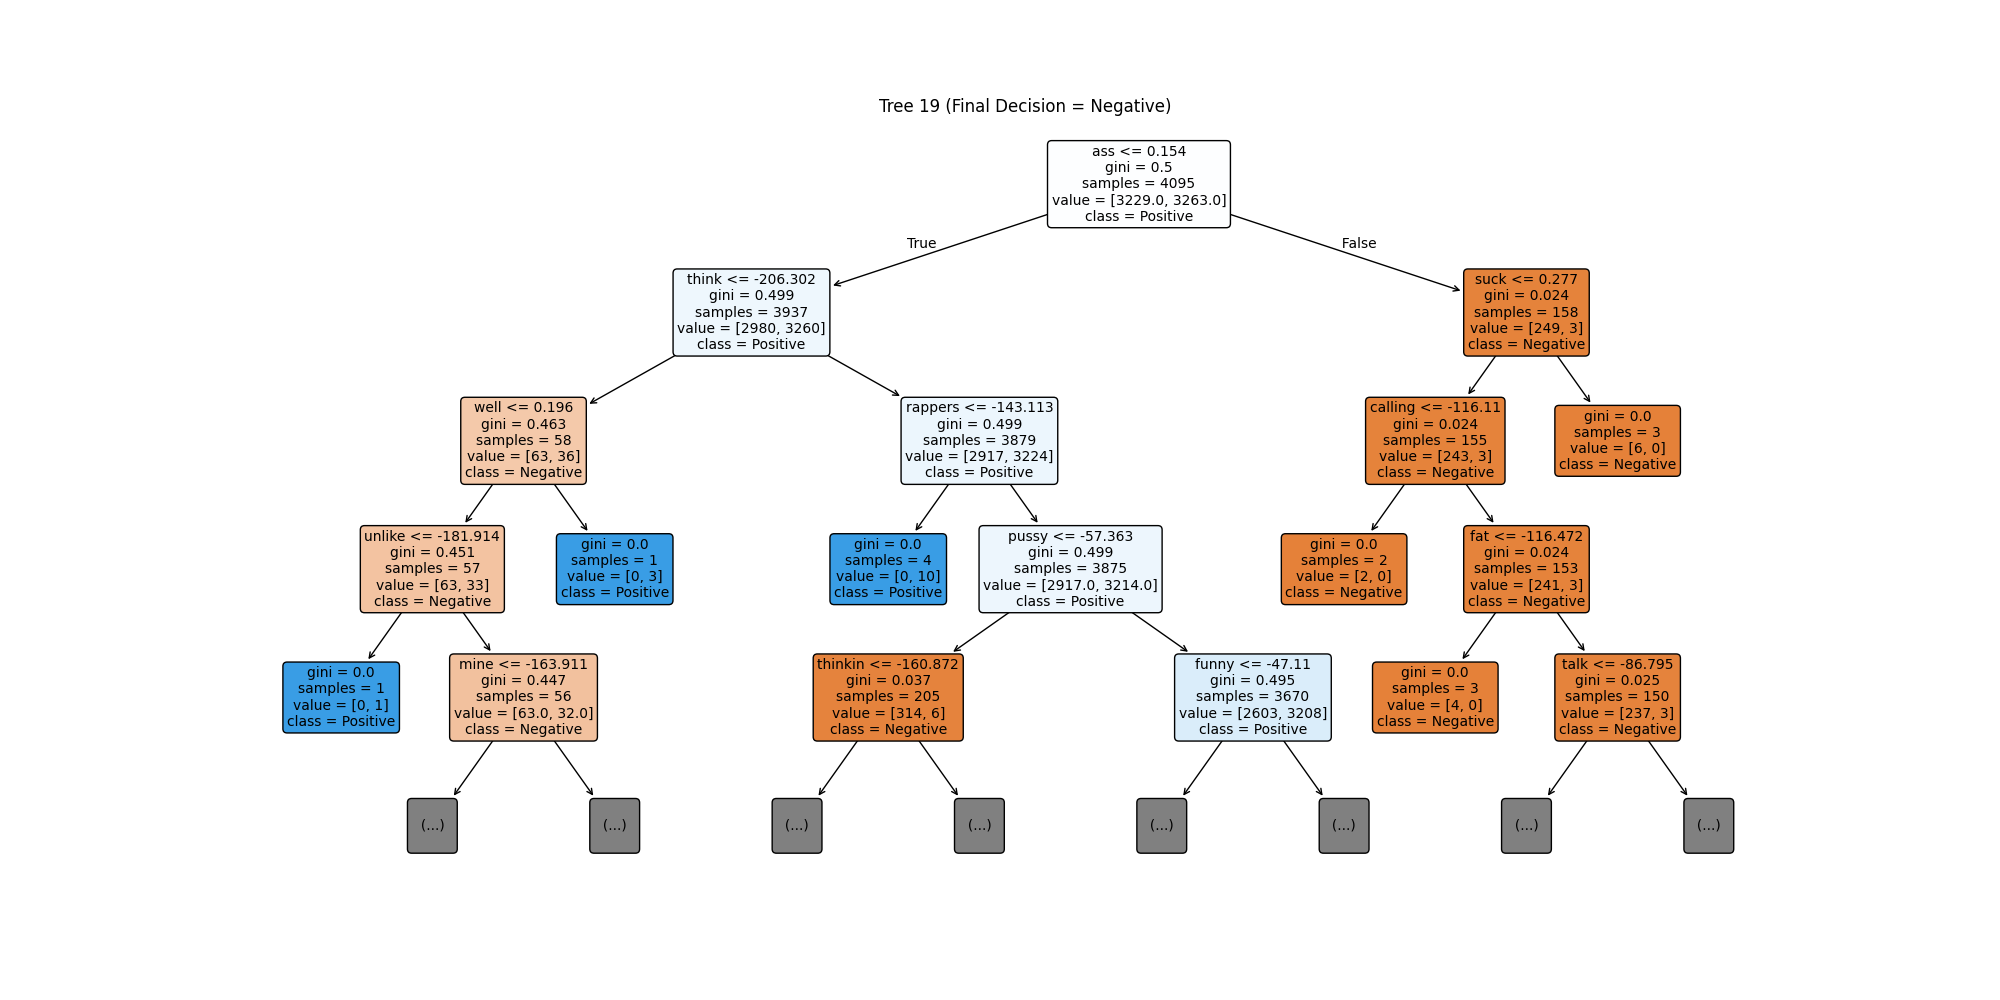 Tree 19 (Final Decision = Negative)
ass <= 0.154
gini = 0.5
samples = 4095
value = [3229.0, 3263.0]
class = Positive
True
False
think <= -206.302
gini = 0.499
samples = 3937
value = [2980, 3260]
class = Positive
suck <= 0.277
gini = 0.024
samples = 158
value = [249, 3]
class = Negative
well <= 0.196
gini = 0.463
samples = 58
value = [63, 36]
class = Negative
rappers <= -143.113
gini = 0.499
samples = 3879
value = [2917, 3224]
class = Positive
calling <= -116.11
gini = 0.024
samples = 155
value = [243, 3]
class = Negative
gini = 0.0
samples = 3
value = [6, 0]
class = Negative
unlike <= -181.914
gini = 0.451
samples = 57
value = [63, 33]
class = Negative
gini = 0.0
samples = 1
value = [0, 3]
class = Positive
gini = 0.0
samples = 4
value = [0, 10]
class = Positive
pussy <= -57.363
gini = 0.499
samples = 3875
value = [2917.0, 3214.0]
class = Positive
gini = 0.0
samples = 2
value = [2, 0]
class = Negative
fat <= -116.472
gini = 0.024
samples = 153
value = [241, 3]
class = Negative
gini = 0.0
samples = 1
value = [0, 1]
class = Positive
mine <= -163.911
gini = 0.447
samples = 56
value = [63.0, 32.0]
class = Negative
thinkin <= -160.872
gini = 0.037
samples = 205
value = [314, 6]
class = Negative
funny <= -47.11
gini = 0.495
samples = 3670
value = [2603, 3208]
class = Positive
gini = 0.0
samples = 3
value = [4, 0]
class = Negative
talk <= -86.795
gini = 0.025
samples = 150
value = [237, 3]
class = Negative
(...)
(...)
(...)
(...)
(...)
(...)
(...)
(...)